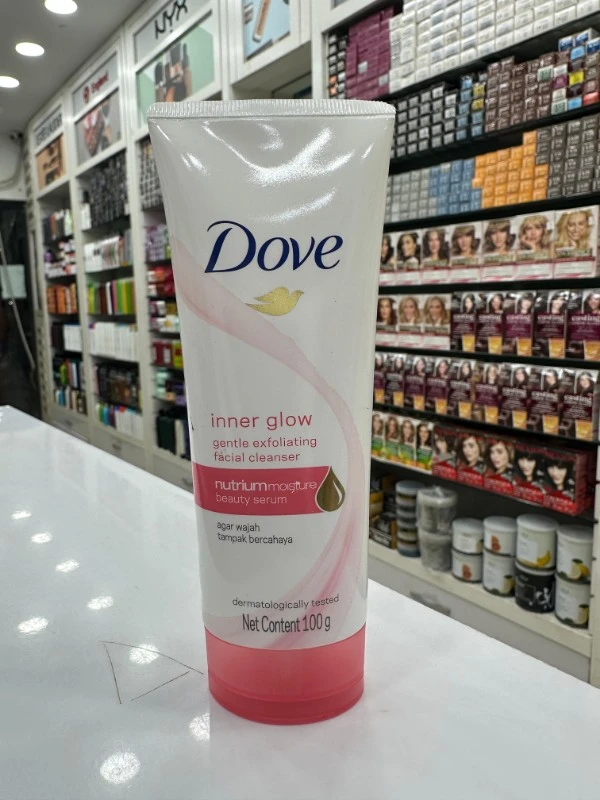 NYX
Dove
inner glow
gentle exfoliating
facial cleanser
nutriummoisture
beauty serum
agar wajah
tampak bercahaya
dermatologically tested
Net Content 100 g